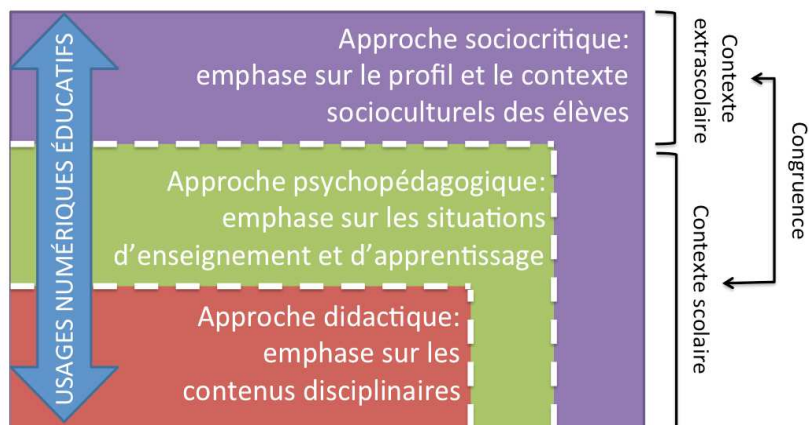 USAGES NUMÉRIQUES ÉDUCATIFS
Approche sociocritique:
emphase sur le profil et le contexte
socioculturels des élèves
Approche psychopédagogique:
emphase sur les situations
d'enseignement et d'apprentissage
Approche didactique:
emphase sur les
contenus disciplinaires
Contexte
extrascolaire
Contexte scolaire
Congruence